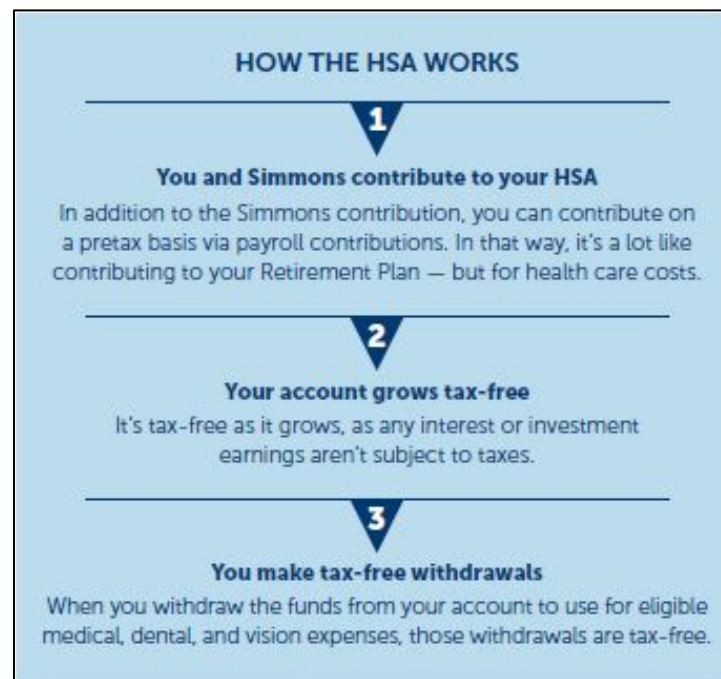 HOW THE HSA WORKS
1
You and Simmons contribute to your HSA
In addition to the Simmons contribution, you can contribute on
a pretax basis via payroll contributions. In that way, it's a lot like
contributing to your Retirement Plan — but for health care costs.
2
Your account grows tax-free
It's tax-free as it grows, as any interest or investment
earnings aren't subject to taxes.
3
You make tax-free withdrawals
When you withdraw the funds from your account to use for eligible
medical, dental, and vision expenses, those withdrawals are tax-free.